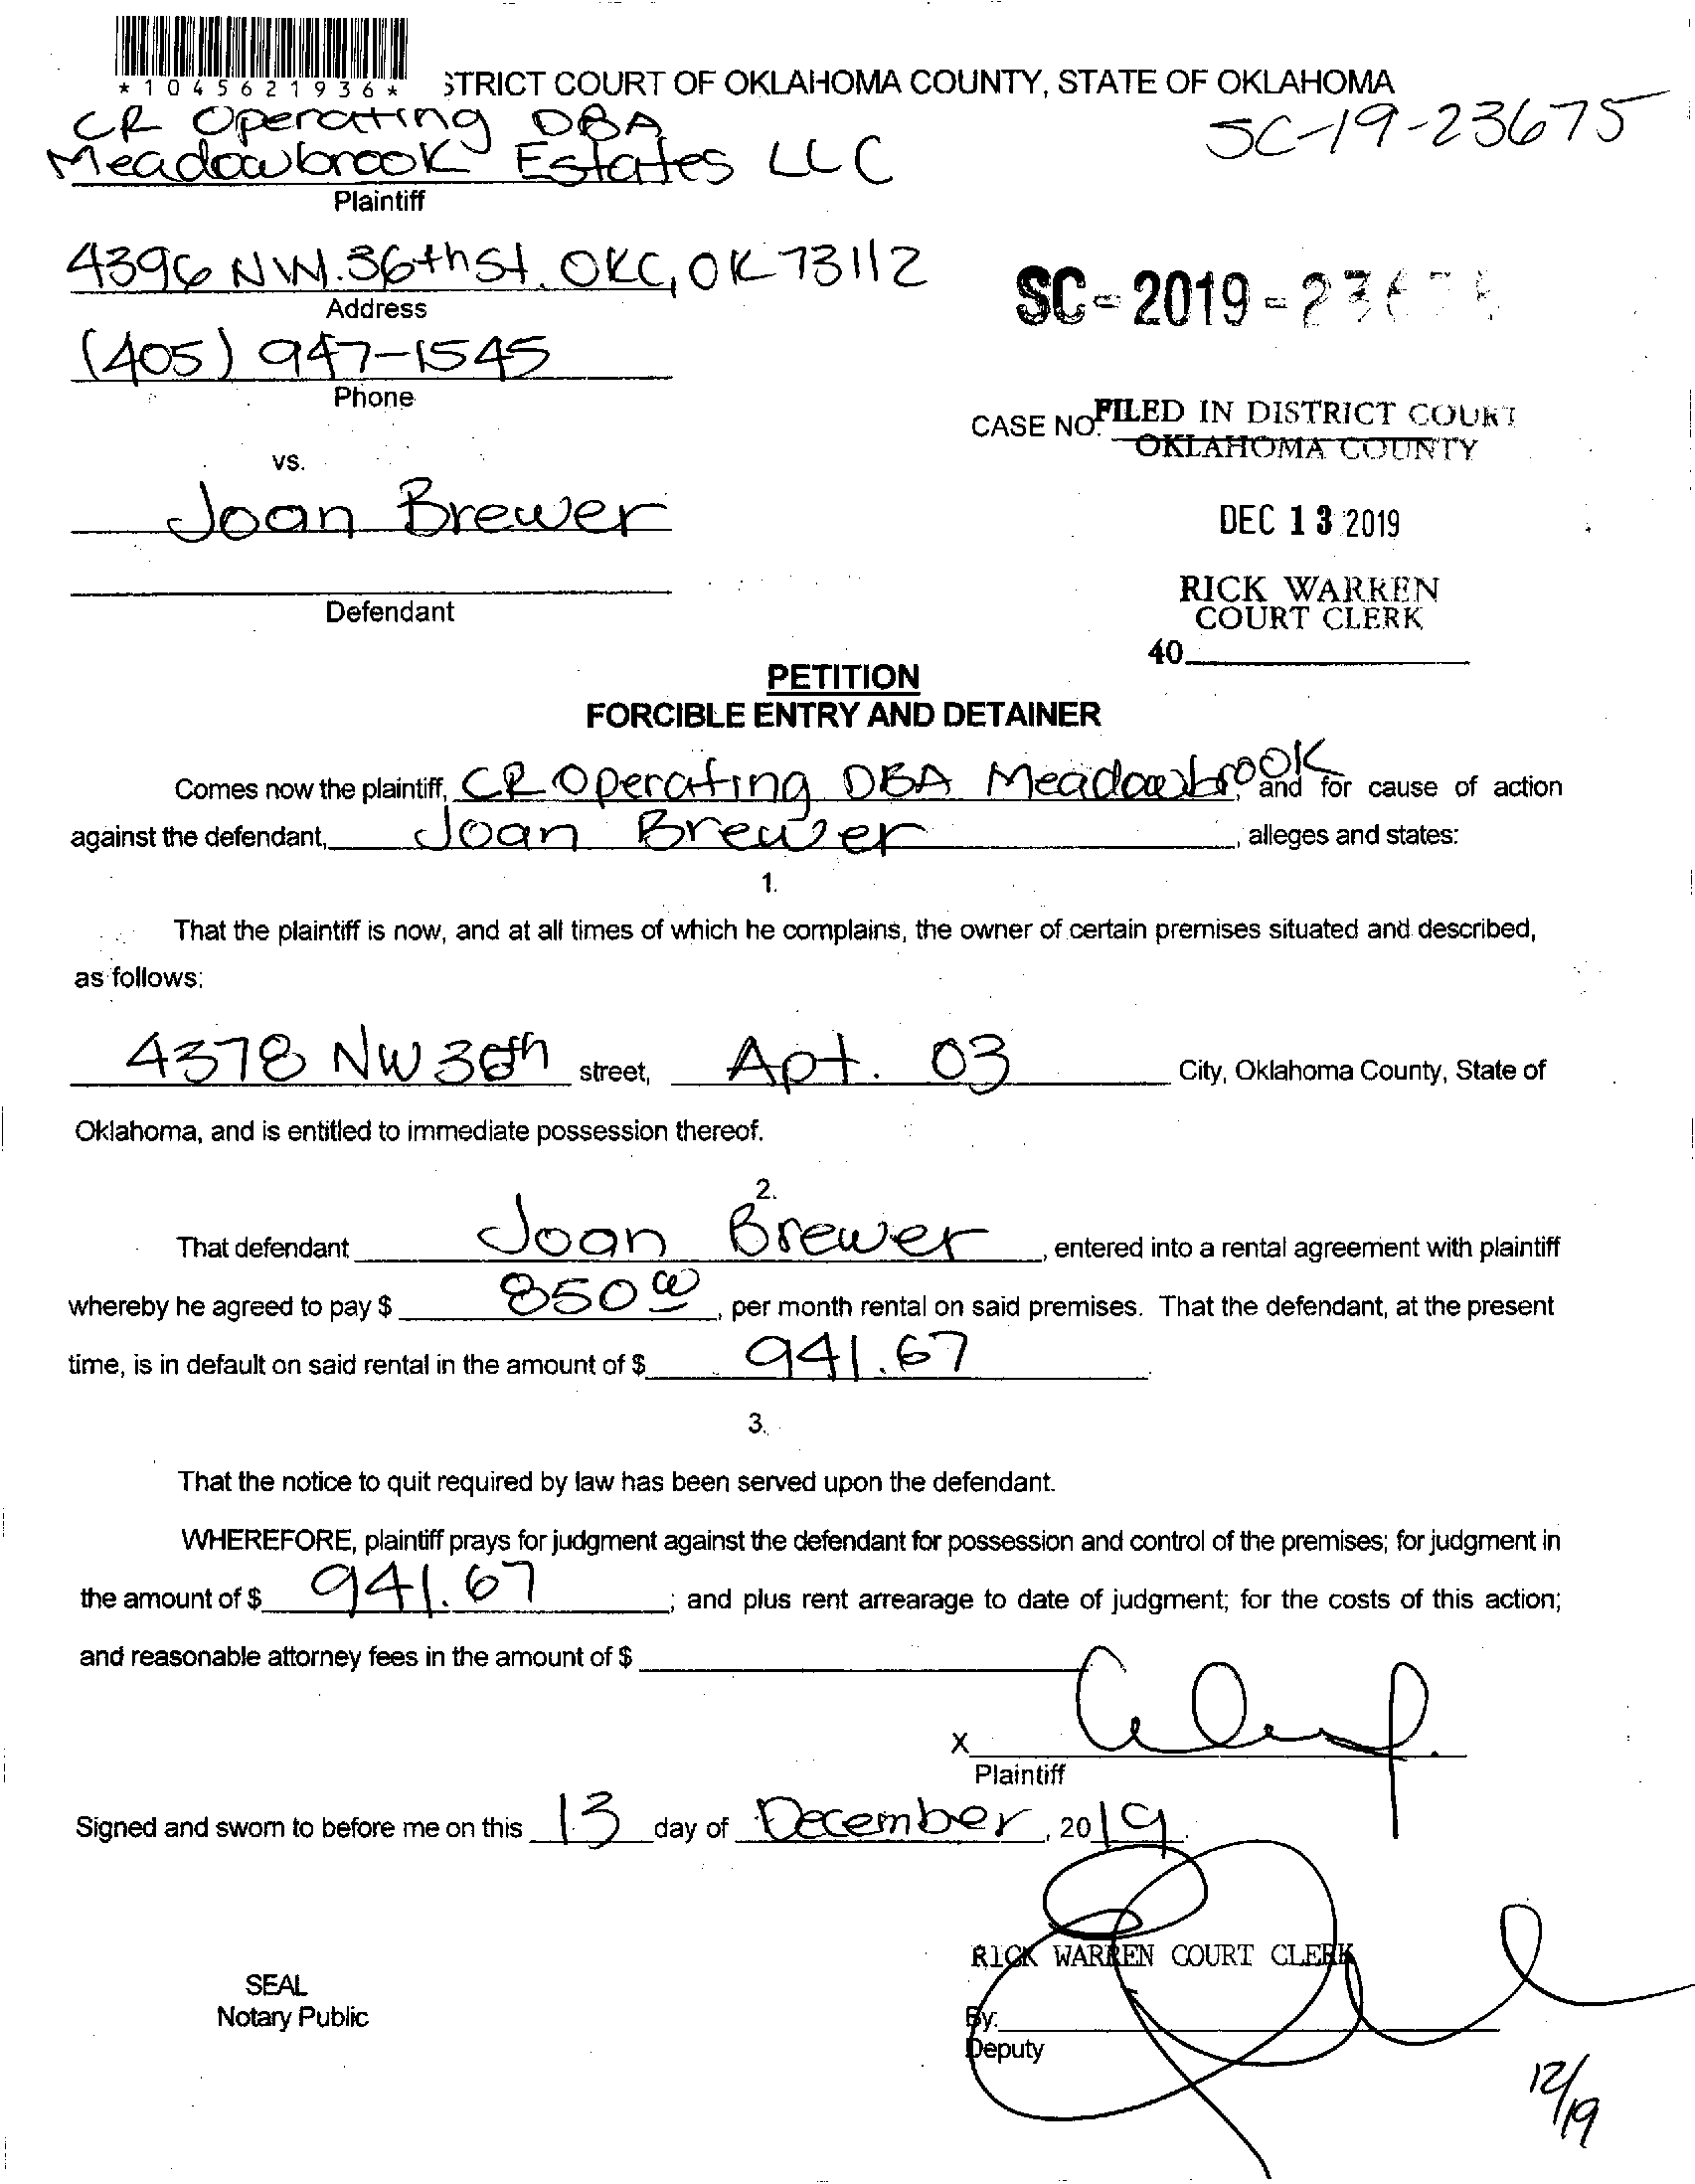 *1045621936*
STRICT COURT OF OKLAHOMA COUNTY, STATE OF OKLAHOMA
SC-19-23675
CR Operating DBA
Meadowbrook Estates LLC
Plaintiff
4396 NW. 36th St. OKC, OK 73112
Address
SC-2019-
(405) 947-1545
Phone
CASE NO. FILED IN DISTRICT COURT
OKLAHOMA COUNTY
vs.
Joan Brewer
DEC 13 2019
Defendant
RICK WARREN
COURT CLERK
40
PETITION
FORCIBLE ENTRY AND DETAINER
Comes now the plaintiff, CR Operating DBA Meadowbrook, and for cause of action
against the defendant, Joan Brewer, alleges and states:
1.
That the plaintiff is now, and at all times of which he complains, the owner of certain premises situated and described,
as follows:
4378 NW 36th street, Apt. 03 City, Oklahoma County, State of
Oklahoma, and is entitled to immediate possession thereof.
2.
That defendant Joan Brewer, entered into a rental agreement with plaintiff
whereby he agreed to pay $ 850 00, per month rental on said premises. That the defendant, at the present
time, is in default on said rental in the amount of $ 941.67.
3.
That the notice to quit required by law has been served upon the defendant.
WHEREFORE, plaintiff prays for judgment against the defendant for possession and control of the premises; for judgment in
the amount of $ 941.67; and plus rent arrearage to date of judgment; for the costs of this action;
and reasonable attorney fees in the amount of $
X
Plaintiff
Signed and sworn to before me on this 13 day of December, 2019.
RICK WARREN COURT CLERK
SEAL
Notary Public
By:
Deputy
12/19